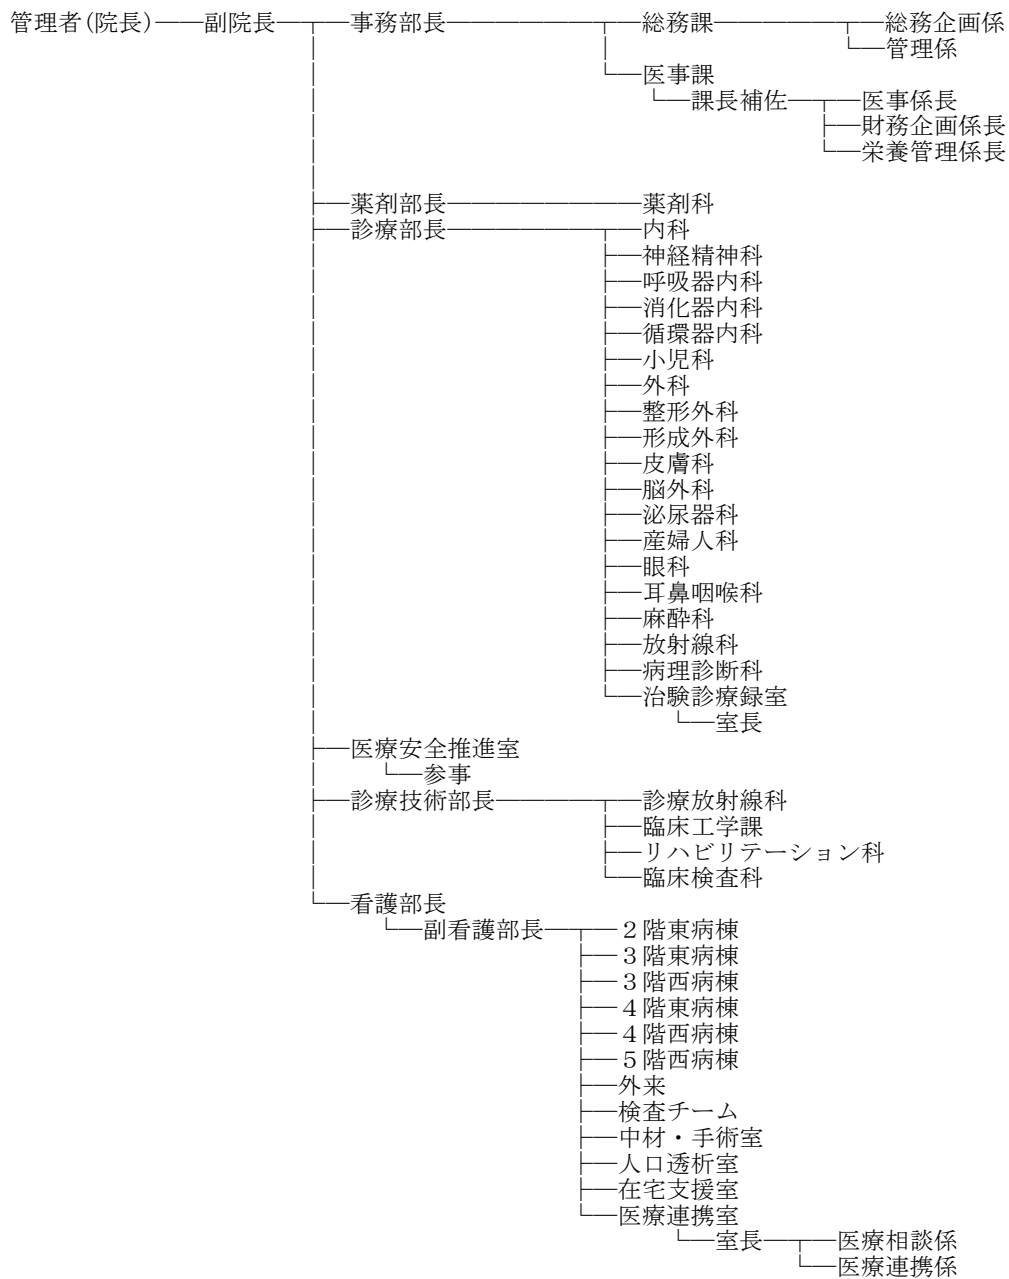 管理者(院長) 副院長 事務部長 総務課 総務企画係
管理係
医事課
課長補佐 医事係長
財務企画係長
栄養管理係長
薬剤部長 薬剤科
診療部長 内科
神経精神科
呼吸器内科
消化器内科
循環器内科
小児科
外科
整形外科
形成外科
皮膚科
脳外科
泌尿器科
産婦人科
眼科
耳鼻咽喉科
麻酔科
放射線科
病理診断科
治験診療録室
室長
医療安全推進室
参事
診療技術部長 診療放射線科
臨床工学課
リハビリテーション科
臨床検査科
看護部長
副看護部長 2階東病棟
3階東病棟
3階西病棟
4階東病棟
4階西病棟
5階西病棟
外来
検査チーム
中材・手術室
人口透析室
在宅支援室
医療連携室
室長 医療相談係
医療連携係